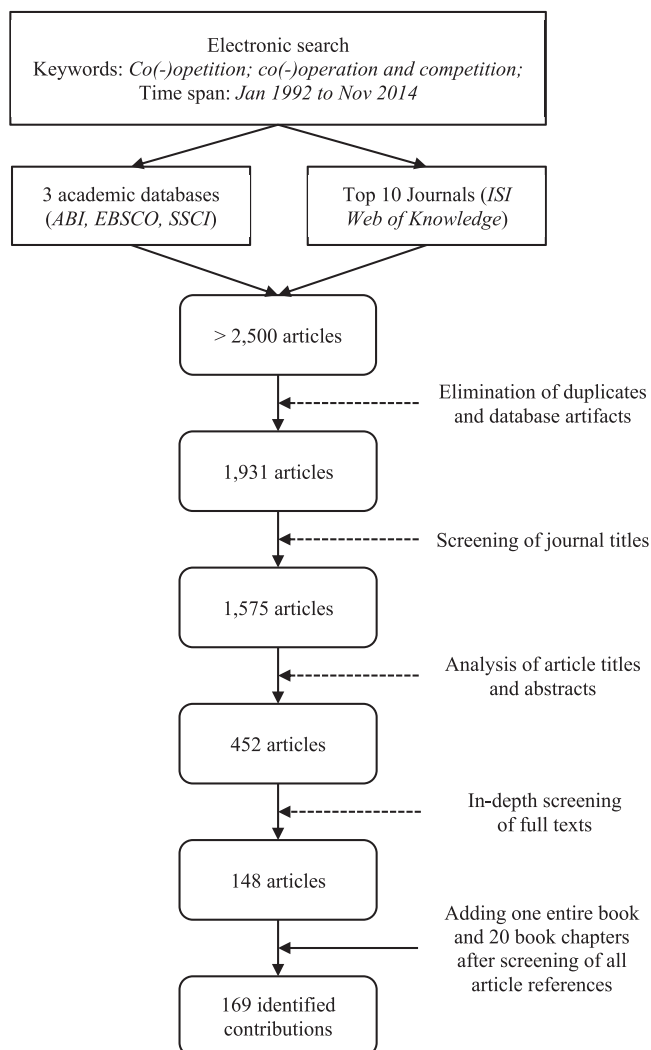 Electronic search
Keywords: Co(-)opetition; co(-)operation and competition;
Time span: Jan 1992 to Nov 2014
3 academic databases
(ABI, EBSCO, SSCI)
Top 10 Journals (ISI
Web of Knowledge)
> 2,500 articles
Elimination of duplicates
and database artifacts
1,931 articles
Screening of journal titles
1,575 articles
Analysis of article titles
and abstracts
452 articles
In-depth screening
of full texts
148 articles
Adding one entire book
and 20 book chapters
after screening of all
article references
169 identified
contributions